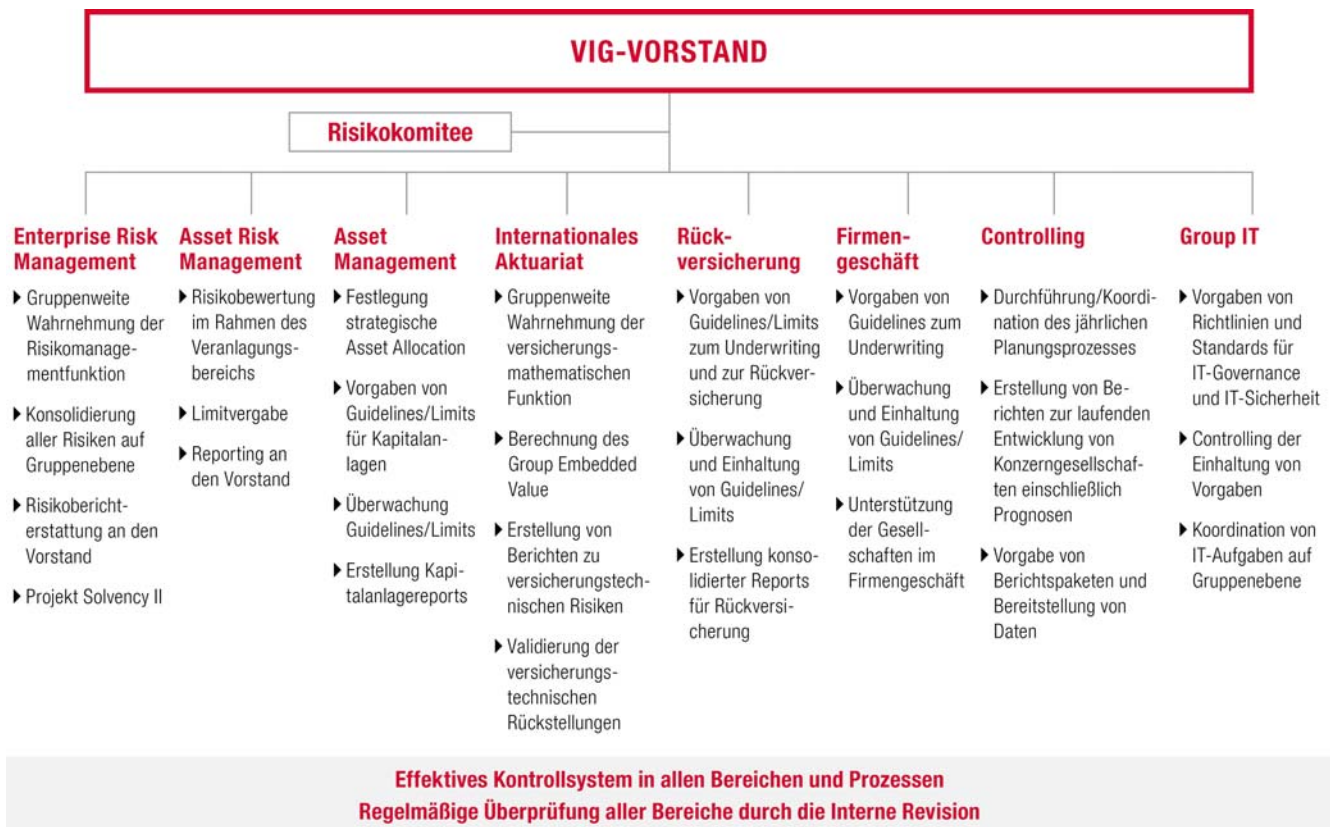 VIG-VORSTAND
Risikokomitee
Enterprise Risk
Management
▶ Gruppenweite
Wahrnehmung der
Risikomanage-
mentfunktion
▶ Konsolidierung
aller Risiken auf
Gruppenebene
▶ Risikobericht-
erstattung an den
Vorstand
▶ Projekt Solvency II
Asset Risk
Management
▶ Risikobewertung
im Rahmen des
Veranlagungs-
bereichs
▶ Limitvergabe
▶ Reporting an
den Vorstand
Asset
Management
▶ Festlegung
strategische
Asset Allocation
▶ Vorgaben von
Guidelines/Limits
für Kapitalan-
lagen
▶ Überwachung
Guidelines/Limits
▶ Erstellung Kapi-
talanlagereports
Internationales
Aktuariat
▶ Gruppenweite
Wahrnehmung der
versicherungs-
mathematischen
Funktion
▶ Berechnung des
Group Embedded
Value
▶ Erstellung von
Berichten zu
versicherungstech-
nischen Risiken
▶ Validierung der
versicherungs-
technischen
Rückstellungen
Rück-
versicherung
▶ Vorgaben von
Guidelines/Limits
zum Underwriting
und zur Rückver-
sicherung
▶ Überwachung
und Einhaltung
von Guidelines/
Limits
▶ Erstellung konso-
lidierter Reports
für Rückversi-
cherung
Firmen-
geschäft
▶ Vorgaben von
Guidelines zum
Underwriting
▶ Überwachung
und Einhaltung
von Guidelines/
Limits
▶ Unterstützung
der Gesell-
schaften im
Firmengeschäft
Controlling
▶ Durchführung/Koordi-
nation des jährlichen
Planungsprozesses
▶ Erstellung von Be-
richten zur laufenden
Entwicklung von
Konzerngesellschaf-
ten einschließlich
Prognosen
▶ Vorgabe von
Berichtspaketen und
Bereitstellung von
Daten
Group IT
▶ Vorgaben von
Richtlinien und
Standards für
IT-Governance
und IT-Sicherheit
▶ Controlling der
Einhaltung von
Vorgaben
▶ Koordination von
IT-Aufgaben auf
Gruppenebene
Effektives Kontrollsystem in allen Bereichen und Prozessen
Regelmäßige Überprüfung aller Bereiche durch die Interne Revision